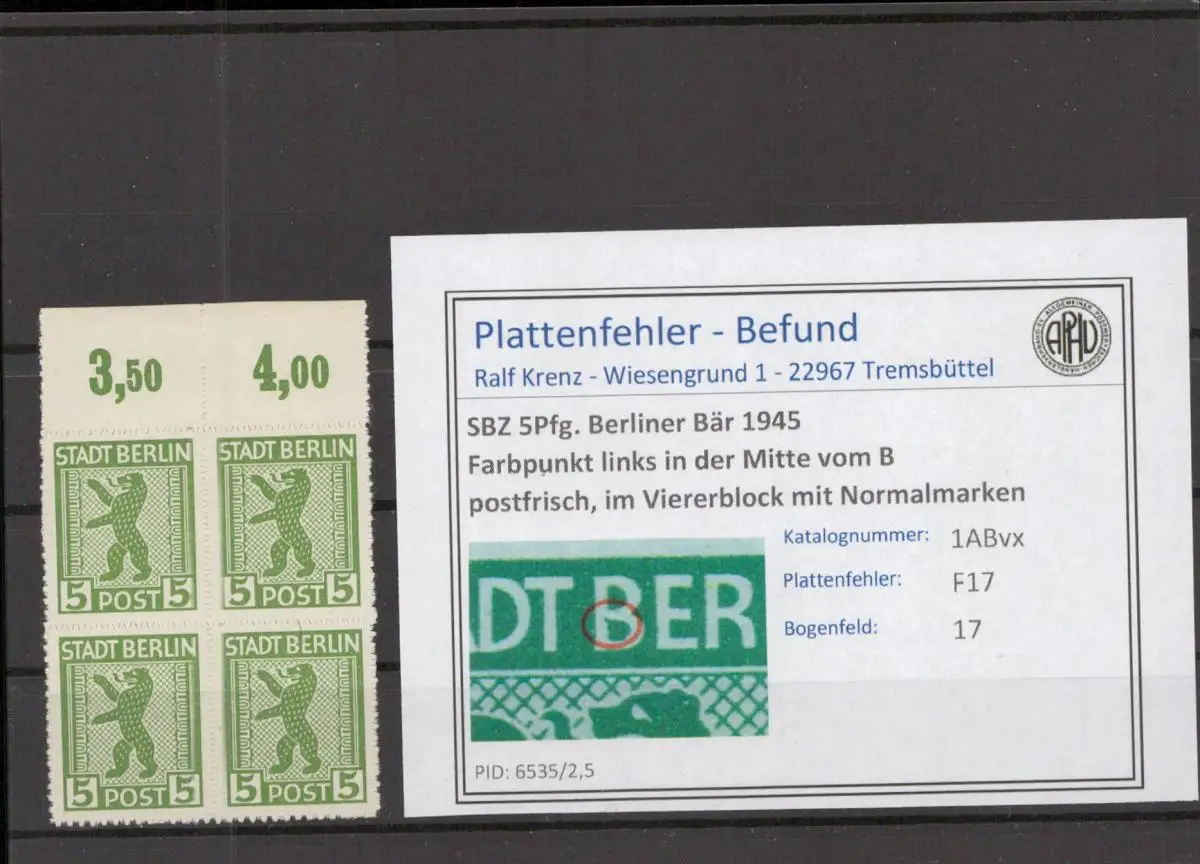 3,50 4,00
STADT BERLIN STADT BERLIN
5 POST 5 5 POST 5
STADT BERLIN STADT BERLIN
5 POST 5 5 POST 5
Plattenfehler - Befund
Ralf Krenz - Wiesengrund 1 - 22967 Tremsbüttel
APHV
SBZ 5Pfg. Berliner Bär 1945
Farbpunkt links in der Mitte vom B
postfrisch, im Viererblock mit Normalmarken
DT BER
Katalognummer: 1ABvx
Plattenfehler: F17
Bogenfeld: 17
PID: 6535/2,5